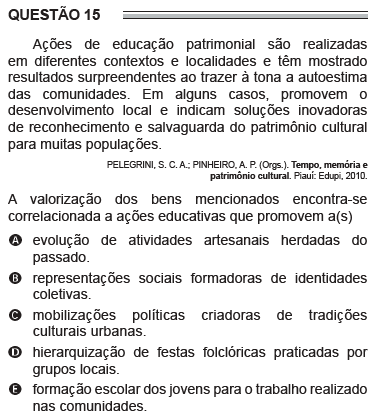 QUESTÃO 15
Ações de educação patrimonial são realizadas
em diferentes contextos e localidades e têm mostrado
resultados surpreendentes ao trazer à tona a autoestima
das comunidades. Em alguns casos, promovem o
desenvolvimento local e indicam soluções inovadoras
de reconhecimento e salvaguarda do patrimônio cultural
para muitas populações.
PELEGRINI, S. C. A.; PINHEIRO, A. P. (Orgs.). Tempo, memória e
patrimônio cultural. Piauí: Edupi, 2010.
A valorização dos bens mencionados encontra-se
correlacionada a ações educativas que promovem a(s)
A evolução de atividades artesanais herdadas do
passado.
B representações sociais formadoras de identidades
coletivas.
C mobilizações políticas criadoras de tradições
culturais urbanas.
D hierarquização de festas folclóricas praticadas por
grupos locais.
E formação escolar dos jovens para o trabalho realizado
nas comunidades.